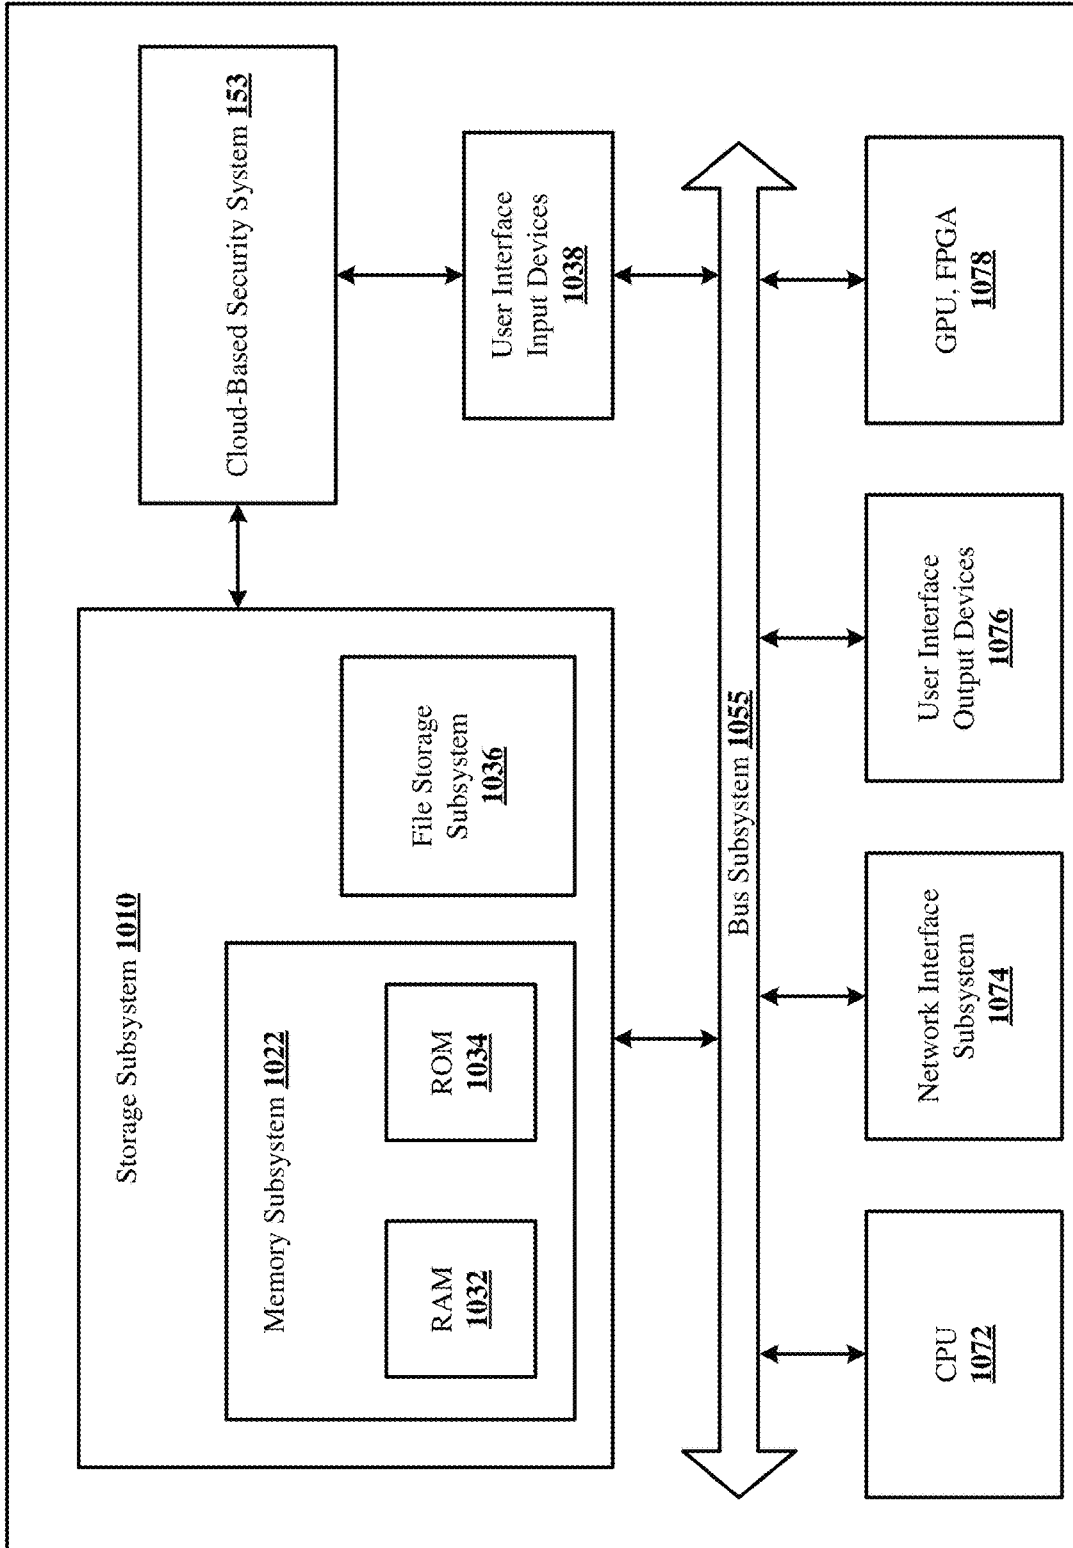 Storage Subsystem 1010
Memory Subsystem 1022
RAM
1032
ROM
1034
File Storage
Subsystem
1036
Cloud-Based Security System 153
User Interface
Input Devices
1038
Bus Subsystem 1055
CPU
1072
Network Interface
Subsystem
1074
User Interface
Output Devices
1076
GPU, FPGA
1078